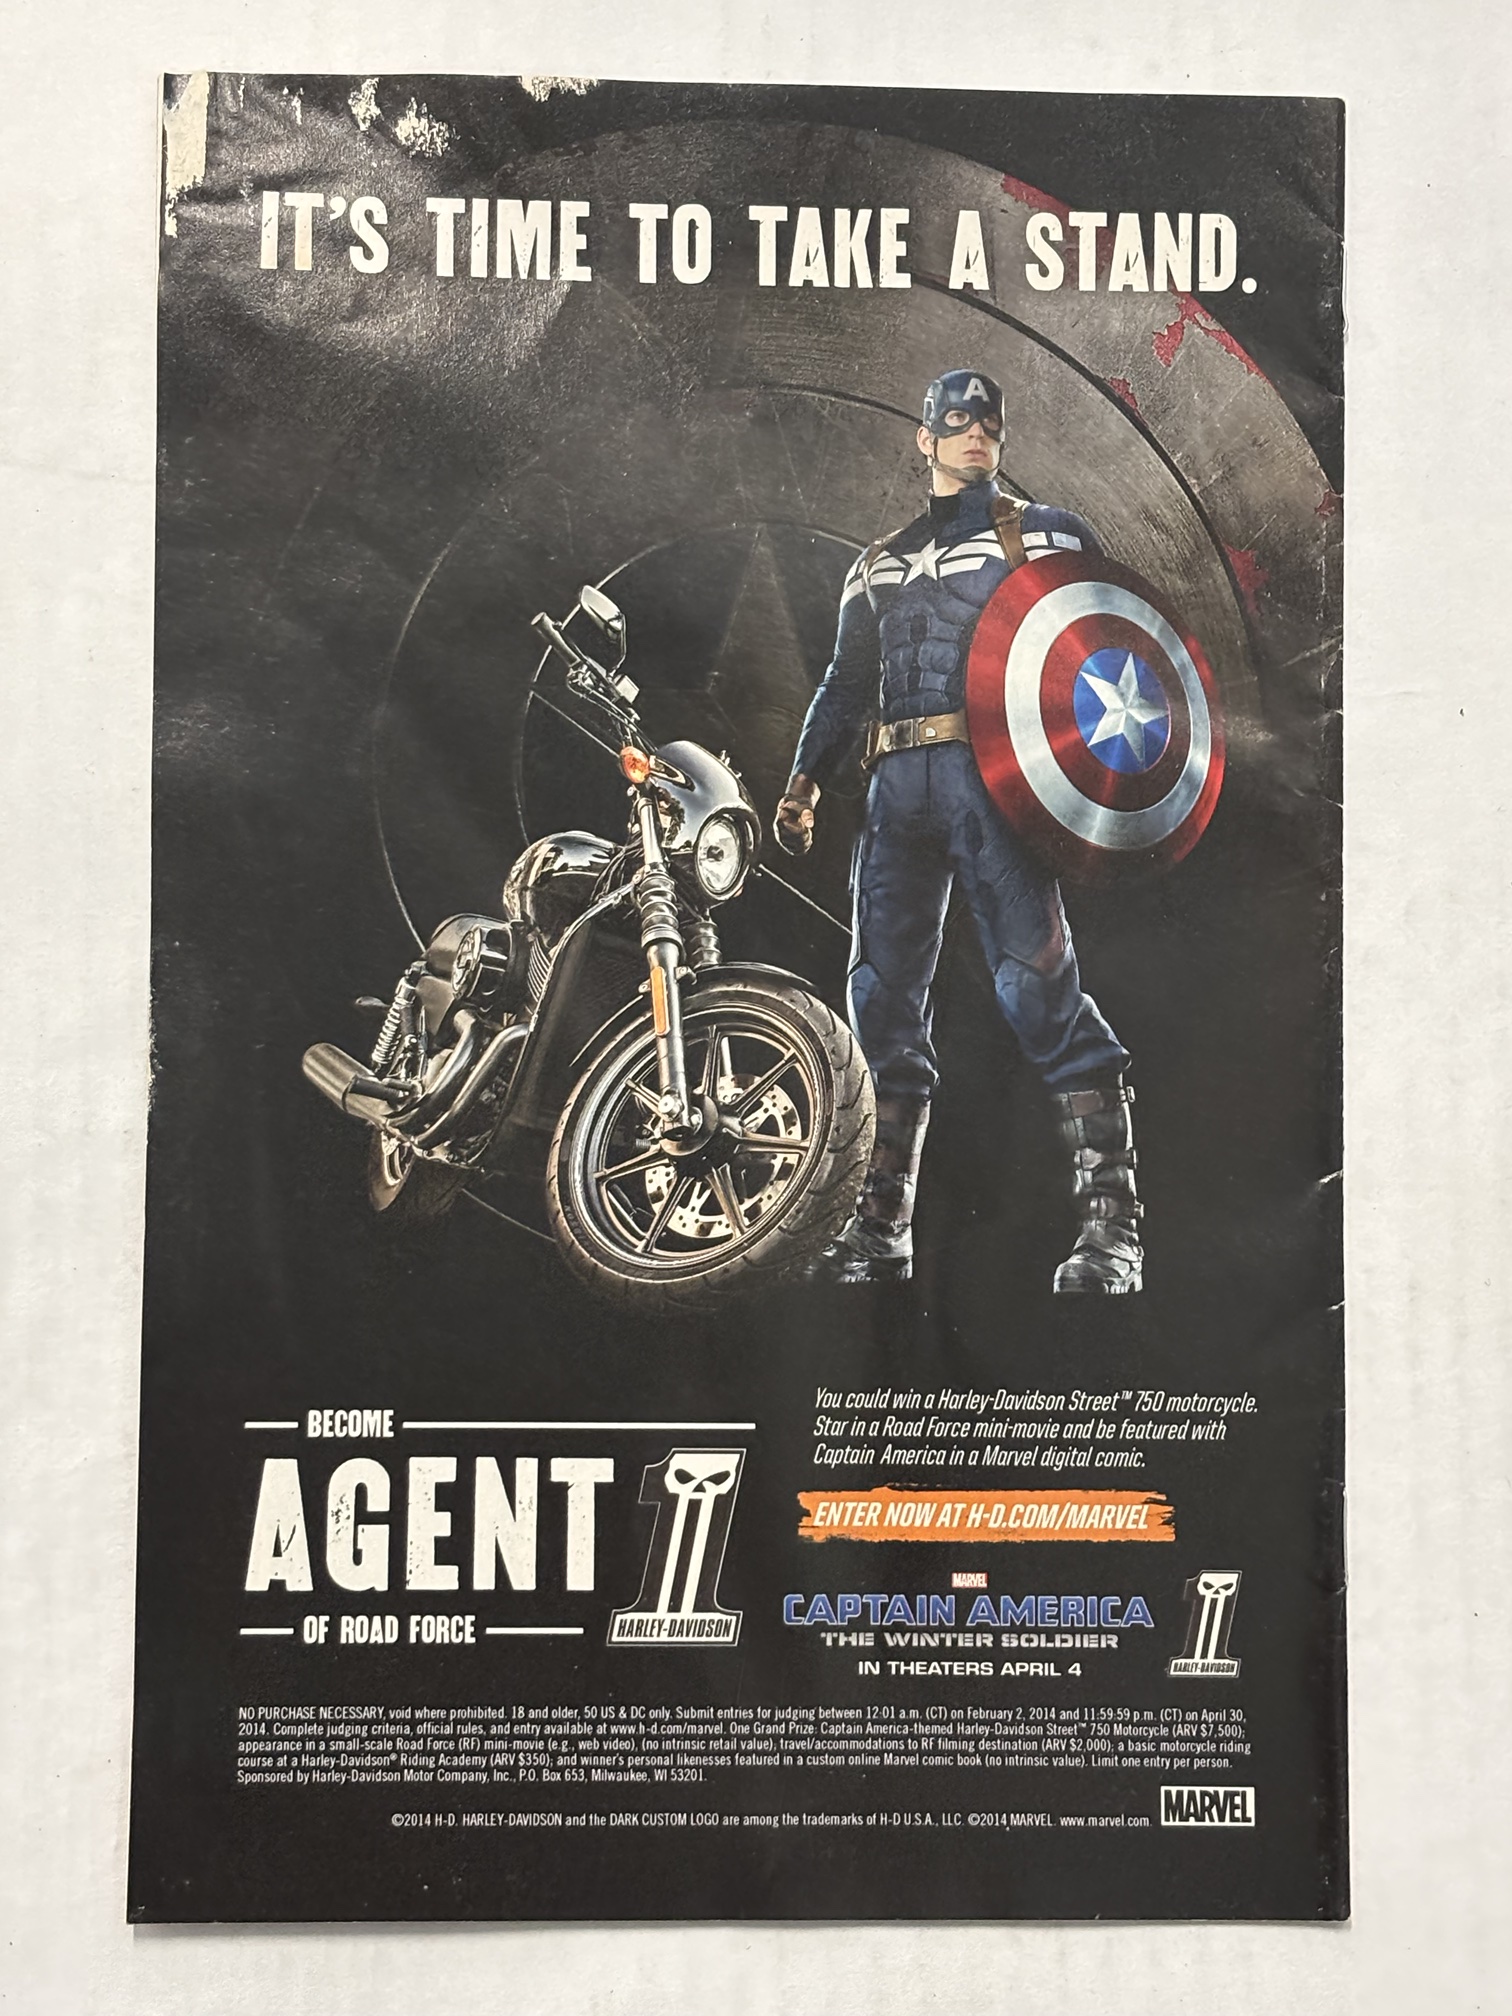 IT'S TIME TO TAKE A STAND.
A
BECOME
AGENT 1
HARLEY-DAVIDSON
OF ROAD FORCE
You could win a Harley-Davidson Street™ 750 motorcycle.
Star in a Road Force mini-movie and be featured with
Captain America in a Marvel digital comic.
ENTER NOW AT H-D.COM/MARVEL
MARVEL
CAPTAIN AMERICA
THE WINTER SOLDIER
IN THEATERS APRIL 4
1
HARLEY-DAVIDSON
NO PURCHASE NECESSARY, void where prohibited. 18 and older, 50 US & DC only. Submit entries for judging between 12:01 a.m. (CT) on February 2, 2014 and 11:59:59 p.m. (CT) on April 30,
2014. Complete judging criteria, official rules, and entry available at www.h-d.com/marvel. One Grand Prize: Captain America-themed Harley-Davidson Street™ 750 Motorcycle (ARV $7,500);
appearance in a small-scale Road Force (RF) mini-movie (e.g., web video), (no intrinsic retail value), travel/accommodations to RF filming destination (ARV $2,000); a basic motorcycle riding
course at a Harley-Davidson® Riding Academy (ARV $350); and winner's personal likenesses featured in a custom online Marvel comic book (no intrinsic value). Limit one entry per person.
Sponsored by Harley-Davidson Motor Company, Inc., P.O. Box 653, Milwaukee, WI 53201.
©2014 H-D. HARLEY-DAVIDSON and the DARK CUSTOM LOGO are among the trademarks of H-D U.S.A., LLC. ©2014 MARVEL. www.marvel.com.
MARVEL